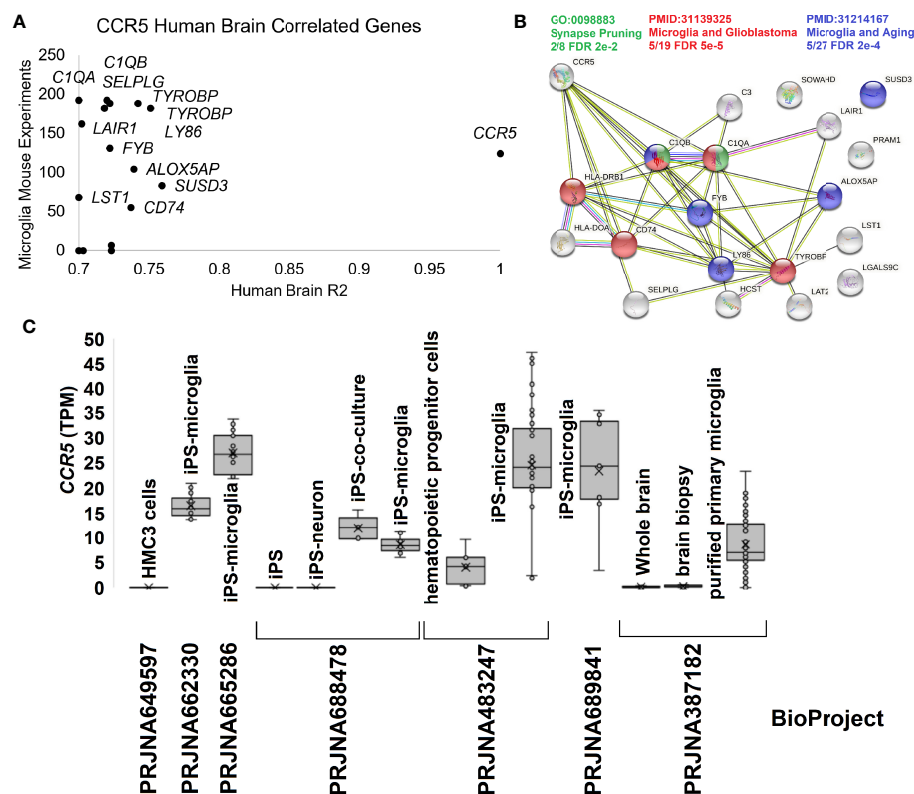 A
CCR5 Human Brain Correlated Genes
Microglia Mouse Experiments
250
200
150
100
50
0
C1QA
C1QB
SELPLG
TYROBP
TYROBP
LY86
LAIR1
FYB
CCR5
ALOX5AP
SUSD3
LST1
CD74
0.7
0.75
0.8
0.85
0.9
0.95
1
Human Brain R2
B
GO:0098883
Synapse Pruning
2/8 FDR 2e-2
PMID:31139325
Microglia and Glioblastoma
5/19 FDR 5e-5
PMID:31214167
Microglia and Aging
5/27 FDR 2e-4
CCR5
C3
SOWAHD
SUSD3
LAIR1
PRAM1
C1QB
C1QA
HLA-DRB1
FYB
ALOX5AP
HLA-DOA
CD74
LY86
TYROBF
LST1
LGALS9C
SELPLG
HCST
LAT2
C
CCR5 (TPM)
50
45
40
35
30
25
20
15
10
5
0
HMC3 cells
iPS-microglia
iPS-microglia
iPS
iPS-neuron
iPS-co-culture
iPS-microglia
hematopoietic progenitor cells
iPS-microglia
iPS-microglia
Whole brain
brain biopsy
purified primary microglia
PRJNA649597
PRJNA662330
PRJNA665286
PRJNA688478
PRJNA483247
PRJNA689841
PRJNA387182
BioProject